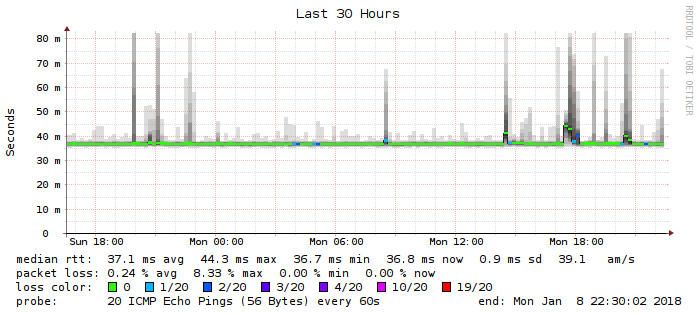 Last 30 Hours
RRDTOOL / TOBI OETIKER
Seconds
80 m
70 m
60 m
50 m
40 m
30 m
20 m
10 m
0
Sun 18:00 Mon 00:00 Mon 06:00 Mon 12:00 Mon 18:00
median rtt: 37.1 ms avg 44.3 ms max 36.7 ms min 36.8 ms now 0.9 ms sd 39.1 am/s
packet loss: 0.24 % avg 8.33 % max 0.00 % min 0.00 % now
loss color: 0 1/20 2/20 3/20 4/20 10/20 19/20
probe: 20 ICMP Echo Pings (56 Bytes) every 60s end: Mon Jan 8 22:30:02 2018